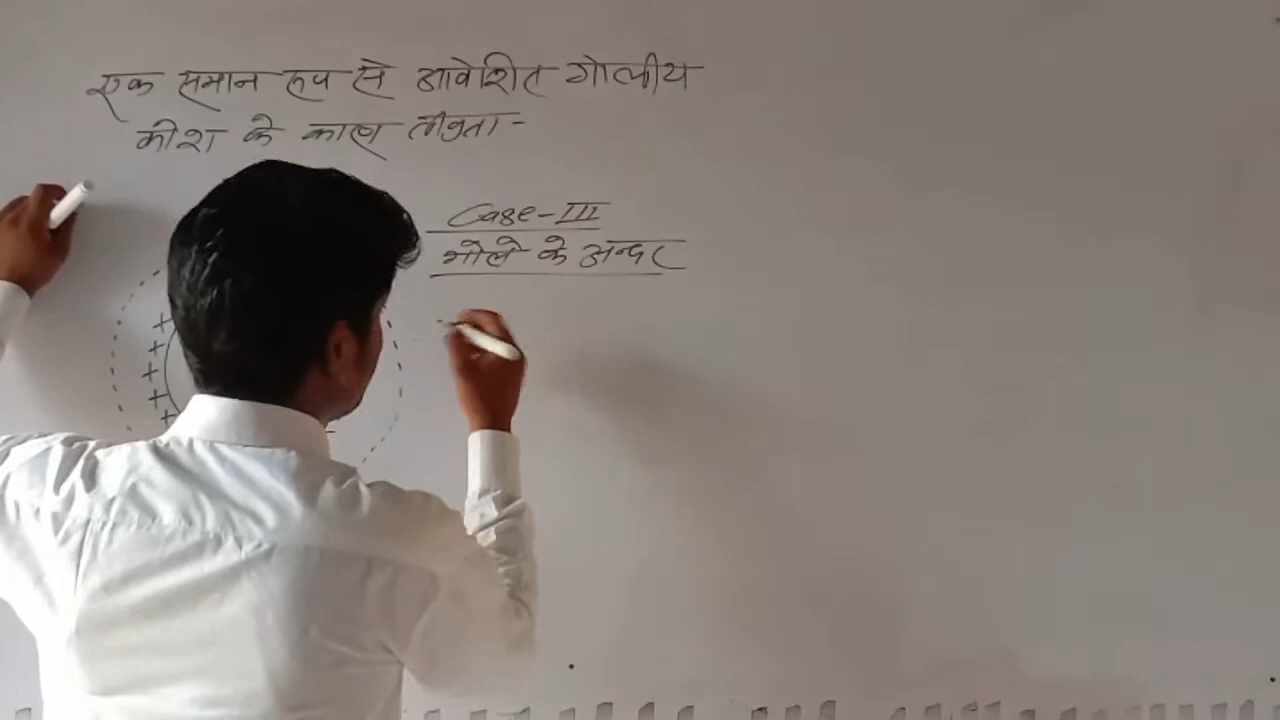 एक समान रूप से आवेशित गोलीय
कोश के कारण तीव्रता -
Case-III
गोले के अन्दर
+
+
+
+
+